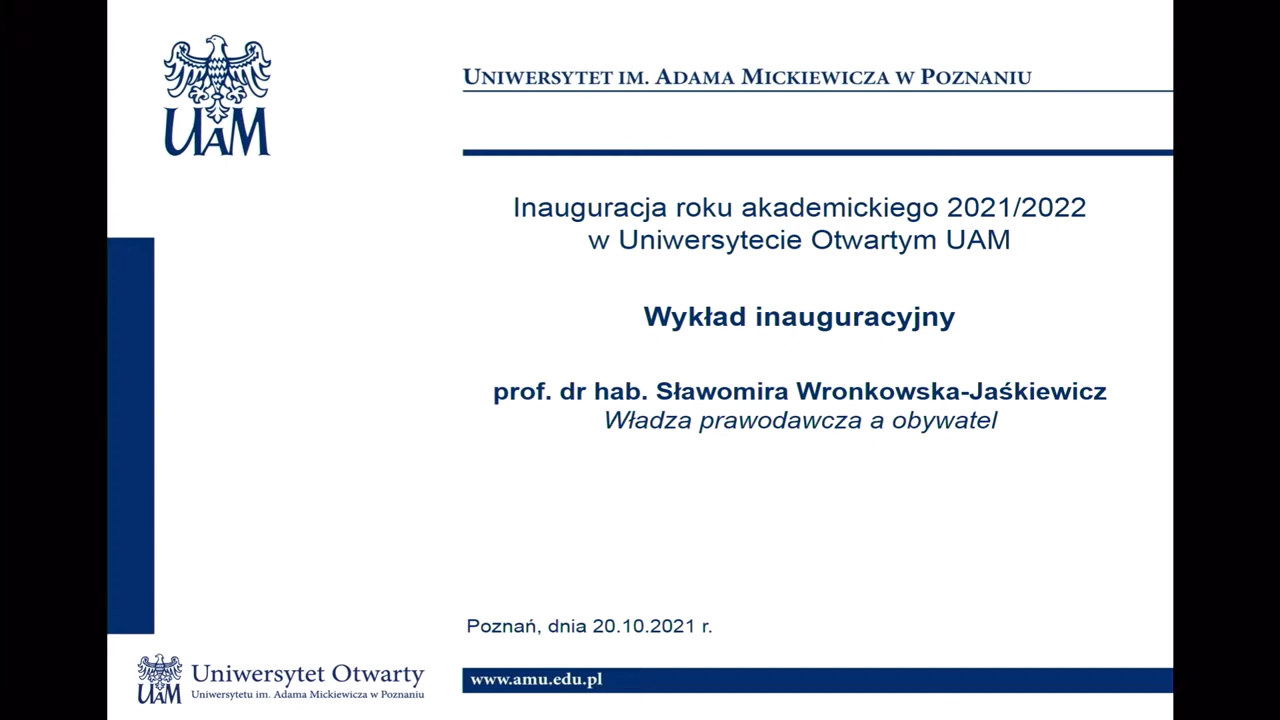 UAM
UNIWERSYTET IM. ADAMA MICKIEWICZA W POZNANIU
Inauguracja roku akademickiego 2021/2022
w Uniwersytecie Otwartym UAM
Wykład inauguracyjny
prof. dr hab. Sławomira Wronkowska-Jaśkiewicz
Władza prawodawcza a obywatel
Poznań, dnia 20.10.2021 r.
UAM
Uniwersytet Otwarty
Uniwersytetu im. Adama Mickiewicza w Poznaniu
www.amu.edu.pl